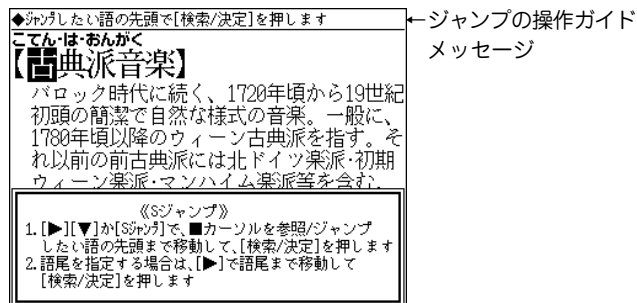 ◆ジャンプしたい語の先頭で[検索/決定]を押します
←ジャンプの操作ガイド
メッセージ
こてん・は・おんがく
【古典派音楽】
バロック時代に続く、1720年頃から19世紀
初頭の簡潔で自然な様式の音楽。一般に、
1780年頃以降のウィーン古典派を指す。そ
れ以前の前古典派には北ドイツ楽派・初期
ウィーン楽派・マンハイム楽派等を含む。
《Sジャンプ》
1.[▶][▼]か[Sジャンプ]で、■カーソルを参照/ジャンプ
したい語の先頭まで移動して、[検索/決定]を押します
2.語尾を指定する場合は、[▶]で語尾まで移動して
[検索/決定]を押します